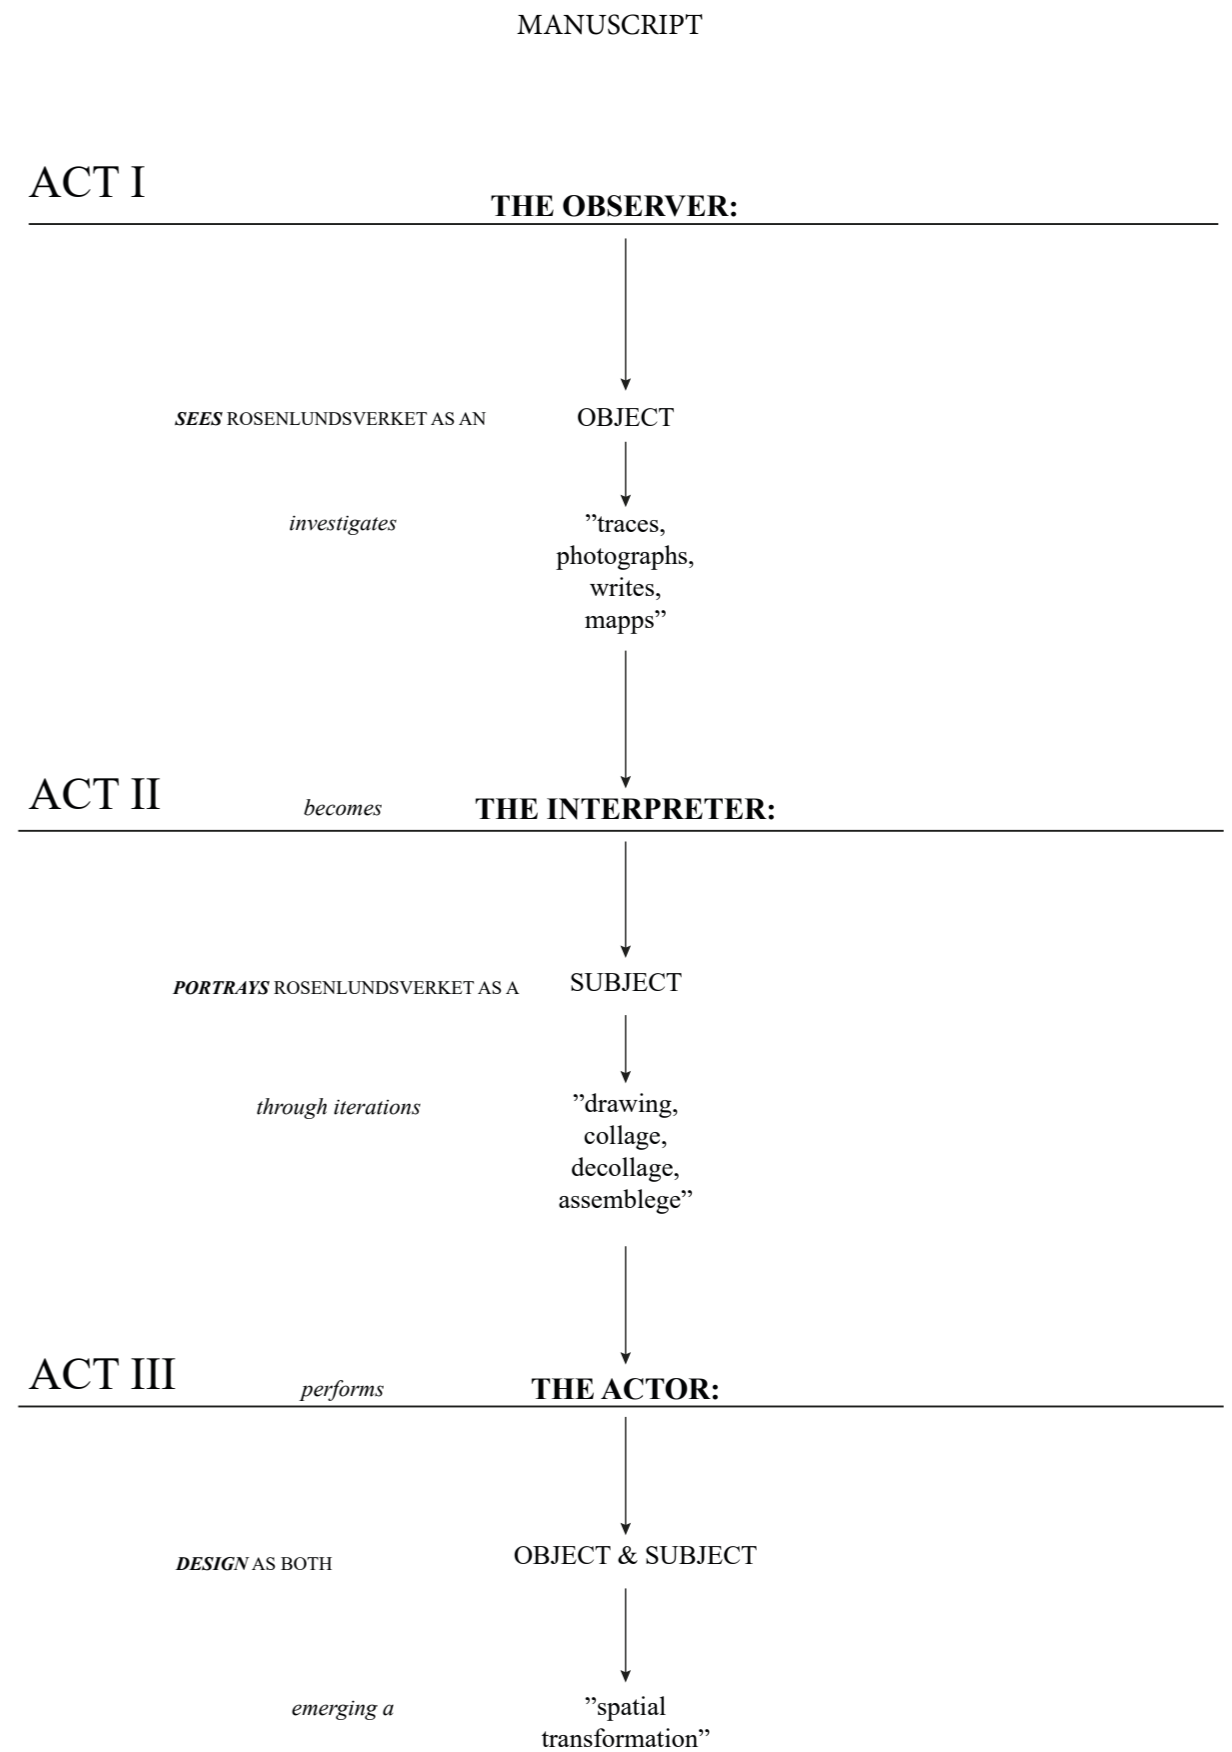 MANUSCRIPT
ACT I
THE OBSERVER:
SEES ROSENLUNDSVERKET AS AN
OBJECT
investigates
”traces,
photographs,
writes,
mapps”
ACT II
becomes
THE INTERPRETER:
PORTRAYS ROSENLUNDSVERKET AS A
SUBJECT
through iterations
”drawing,
collage,
decollage,
assemblege”
ACT III
performs
THE ACTOR:
DESIGN AS BOTH
OBJECT & SUBJECT
emerging a
”spatial
transformation”